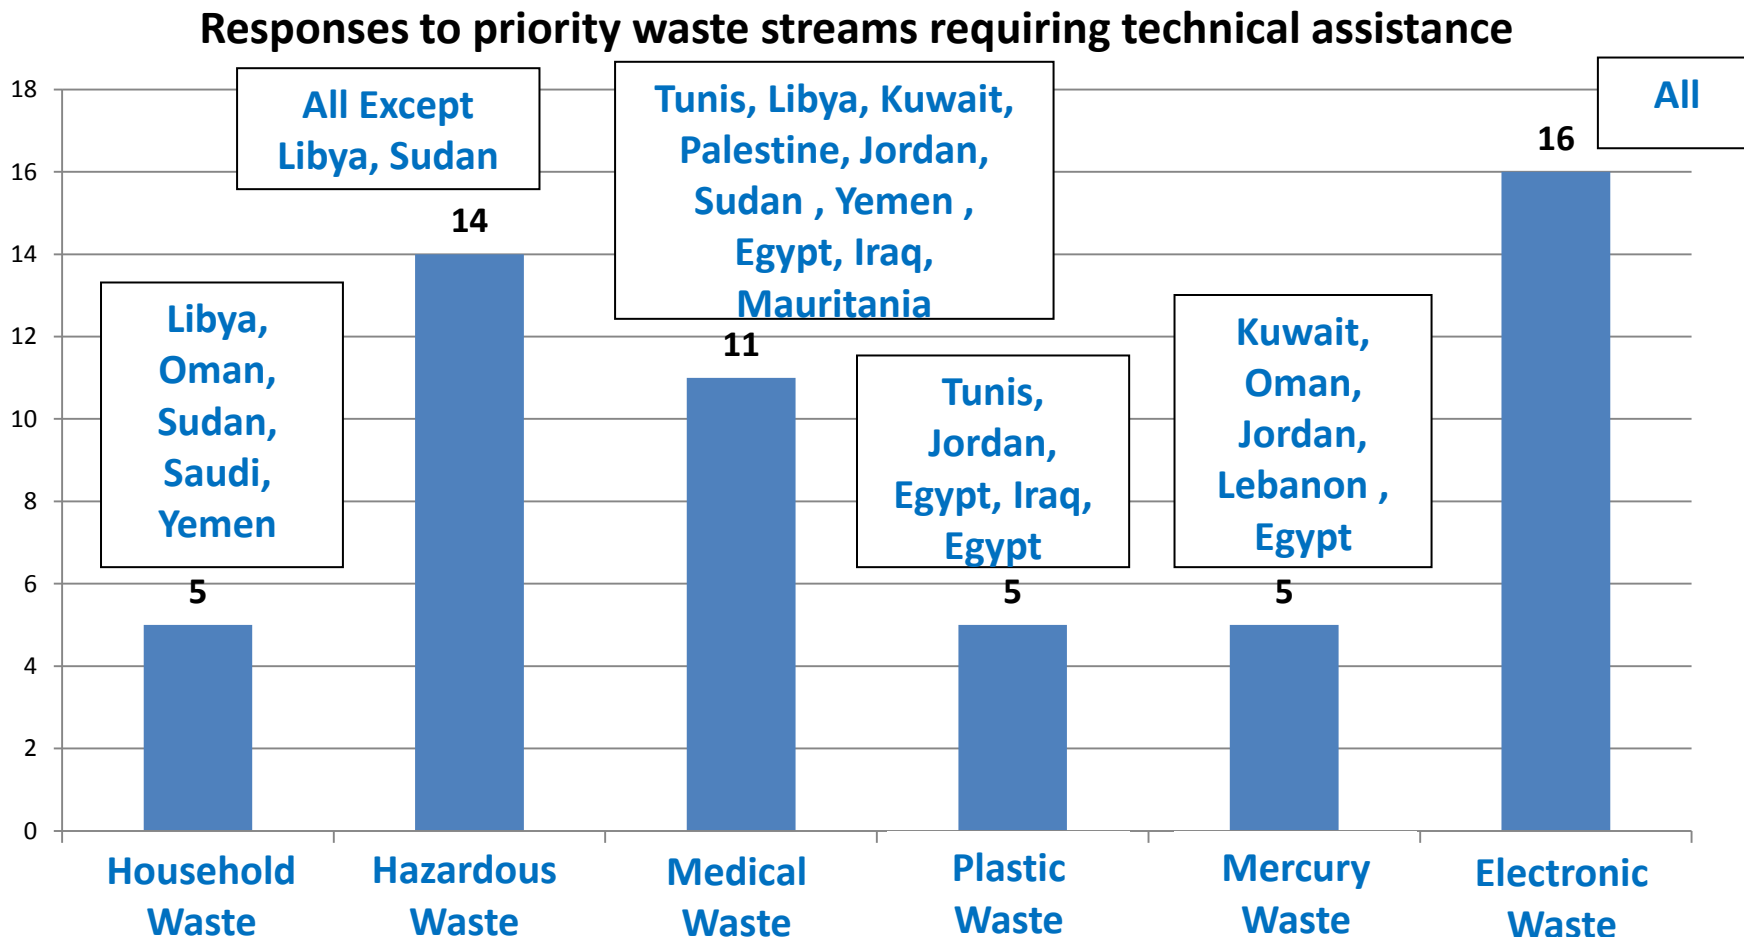 Responses to priority waste streams requiring technical assistance
18
16
14
12
10
8
6
4
2
0
Libya,
Oman,
Sudan,
Saudi,
Yemen
5
All Except
Libya, Sudan
14
Tunis, Libya, Kuwait,
Palestine, Jordan,
Sudan , Yemen ,
Egypt, Iraq,
Mauritania
11
Tunis,
Jordan,
Egypt, Iraq,
Egypt
5
Kuwait,
Oman,
Jordan,
Lebanon ,
Egypt
5
All
16
Household
Waste
Hazardous
Waste
Medical
Waste
Plastic
Waste
Mercury
Waste
Electronic
Waste